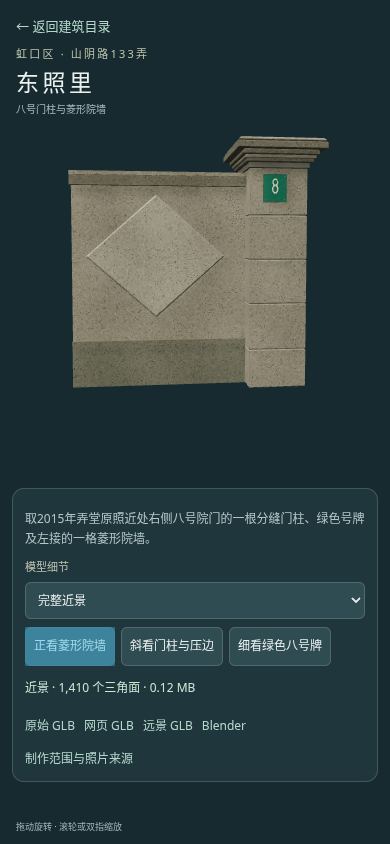 ← 返回建筑目录
虹口区 · 山阴路133弄
东照里
八号门柱与菱形院墙
8
取2015年弄堂原照近处右侧八号院门的一根分缝门柱、绿色号牌
及左接的一格菱形院墙。
模型细节
完整近景
正看菱形院墙 斜看门柱与压边 细看绿色八号牌
近景 · 1,410 个三角面 · 0.12 MB
原始 GLB 网页 GLB 远景 GLB Blender
制作范围与照片来源
拖动旋转 · 滚轮或双指缩放